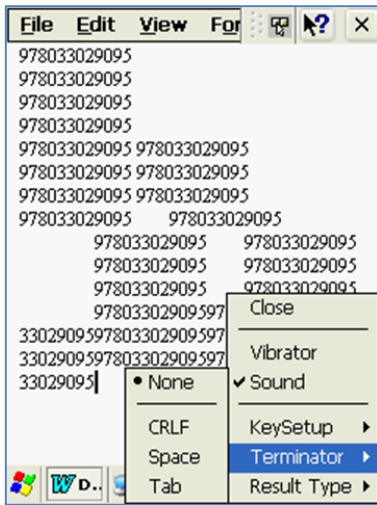 File Edit View For
978033029095
978033029095
978033029095
978033029095
978033029095 978033029095
978033029095 978033029095
978033029095 978033029095
978033029095 978033029095
978033029095 978033029095
978033029095 978033029095
978033029095 978033029095
97803302909597
3302909597803302909597
3302909597803302909597
33029095
Close
Vibrator
Sound
KeySetup
Terminator
Result Type
None
CRLF
Space
Tab
D..